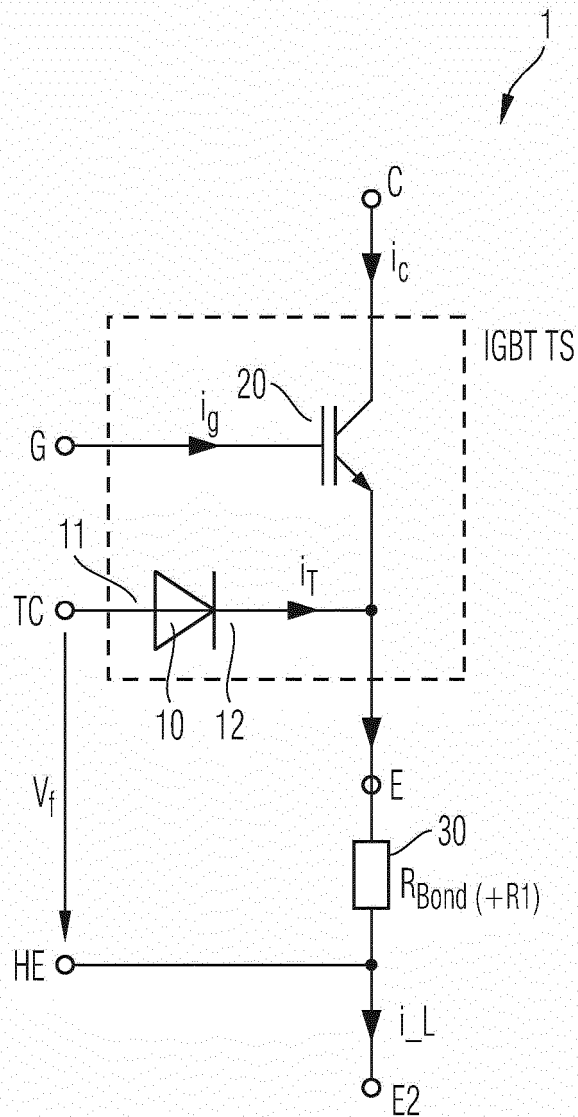 1
C
i_c
IGBT TS
20
i_g
G
11
i_T
TC
10
12
V_f
E
30
R_Bond (+R1)
HE
i_L
E2